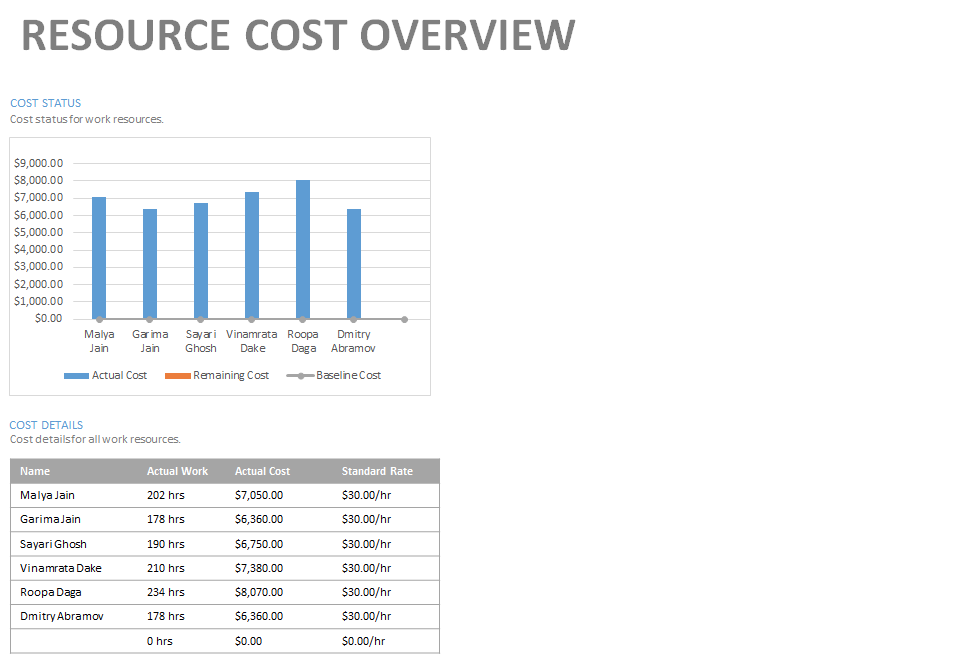 RESOURCE COST OVERVIEW
COST STATUS
Cost status for work resources.
$9,000.00
$8,000.00
$7,000.00
$6,000.00
$5,000.00
$4,000.00
$3,000.00
$2,000.00
$1,000.00
$0.00
Malya Garima Sayari Vinamrata Roopa Dmitry
Jain Jain Ghosh Dake Daga Abramov
Actual Cost Remaining Cost Baseline Cost
COST DETAILS
Cost details for all work resources.
Name Actual Work Actual Cost Standard Rate
Malya Jain 202 hrs $7,050.00 $30.00/hr
Garima Jain 178 hrs $6,360.00 $30.00/hr
Sayari Ghosh 190 hrs $6,750.00 $30.00/hr
Vinamrata Dake 210 hrs $7,380.00 $30.00/hr
Roopa Daga 234 hrs $8,070.00 $30.00/hr
Dmitry Abramov 178 hrs $6,360.00 $30.00/hr
0 hrs $0.00 $0.00/hr